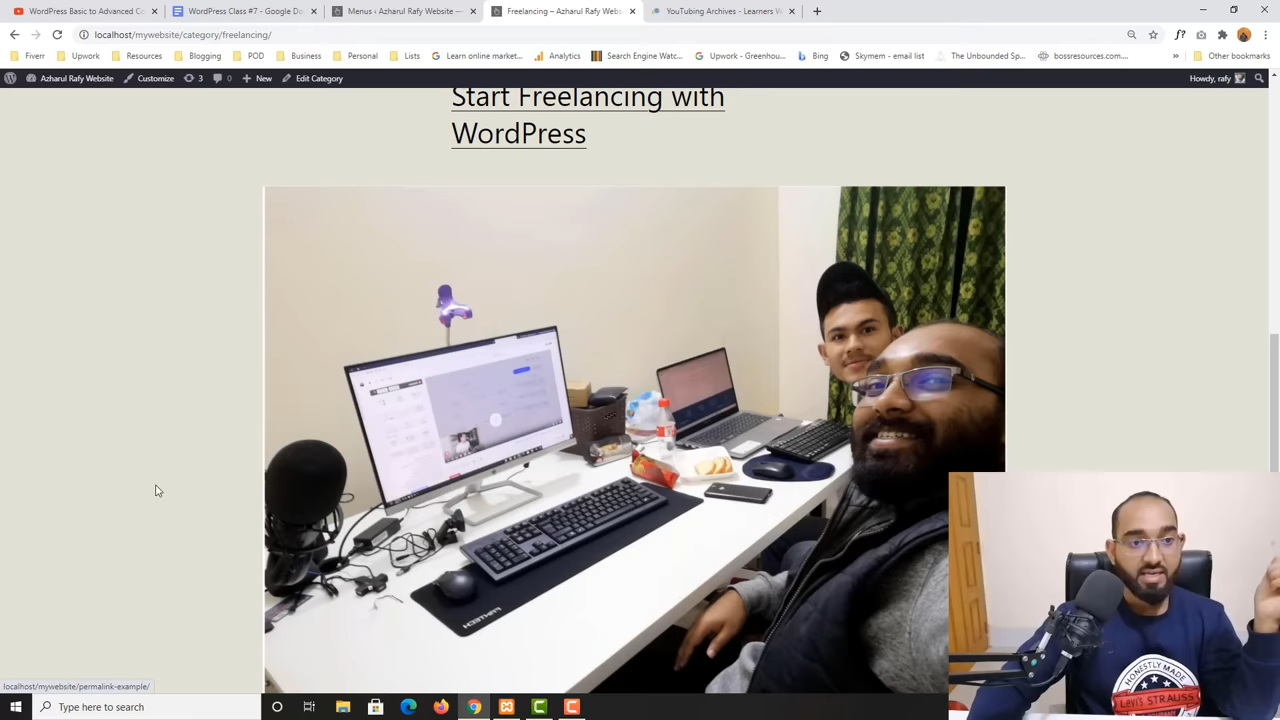 WordPress Basic to Advanced Co
WordPress Class #7 - Google Do
Menus ‹ Azharul Rafy Website —
Freelancing – Azharul Rafy Webs
YouTubing Archives - Learners W
localhost/mywebsite/category/freelancing/
Fiverr
Upwork
Resources
Blogging
POD
Business
Personal
Lists
Learn online market...
Analytics
Search Engine Watc...
Upwork - Greenhou...
Bing
Skymem - email list
The Unbounded Sp...
bossresources.com...
Other bookmarks
Azharul Rafy Website
Customize
3
0
New
Edit Category
Howdy, rafy
Start Freelancing with
WordPress
FANTECH
HONESTLY MADE
LEVI STRAUSS
localhost/mywebsite/permalink-example/
Type here to search